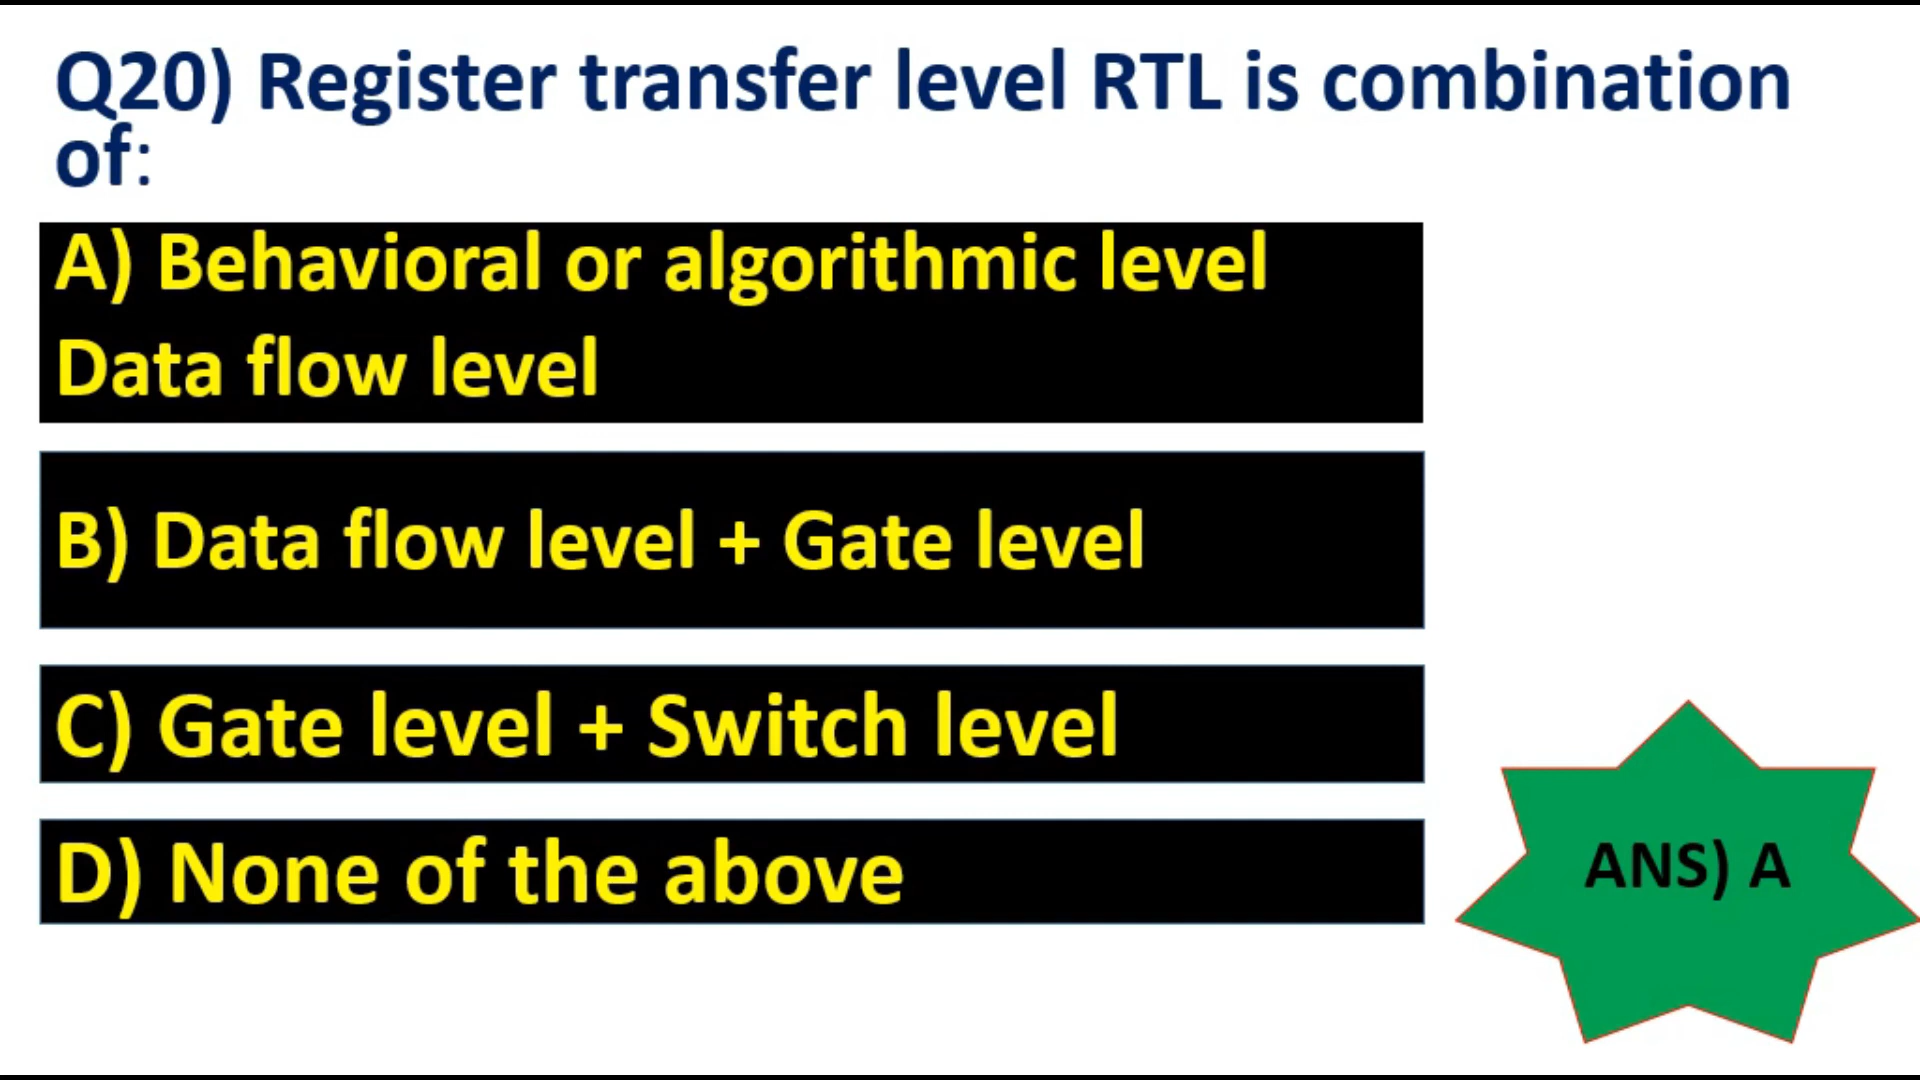 Q20) Register transfer level RTL is combination
of:
A) Behavioral or algorithmic level
Data flow level
B) Data flow level + Gate level
C) Gate level + Switch level
D) None of the above
ANS) A